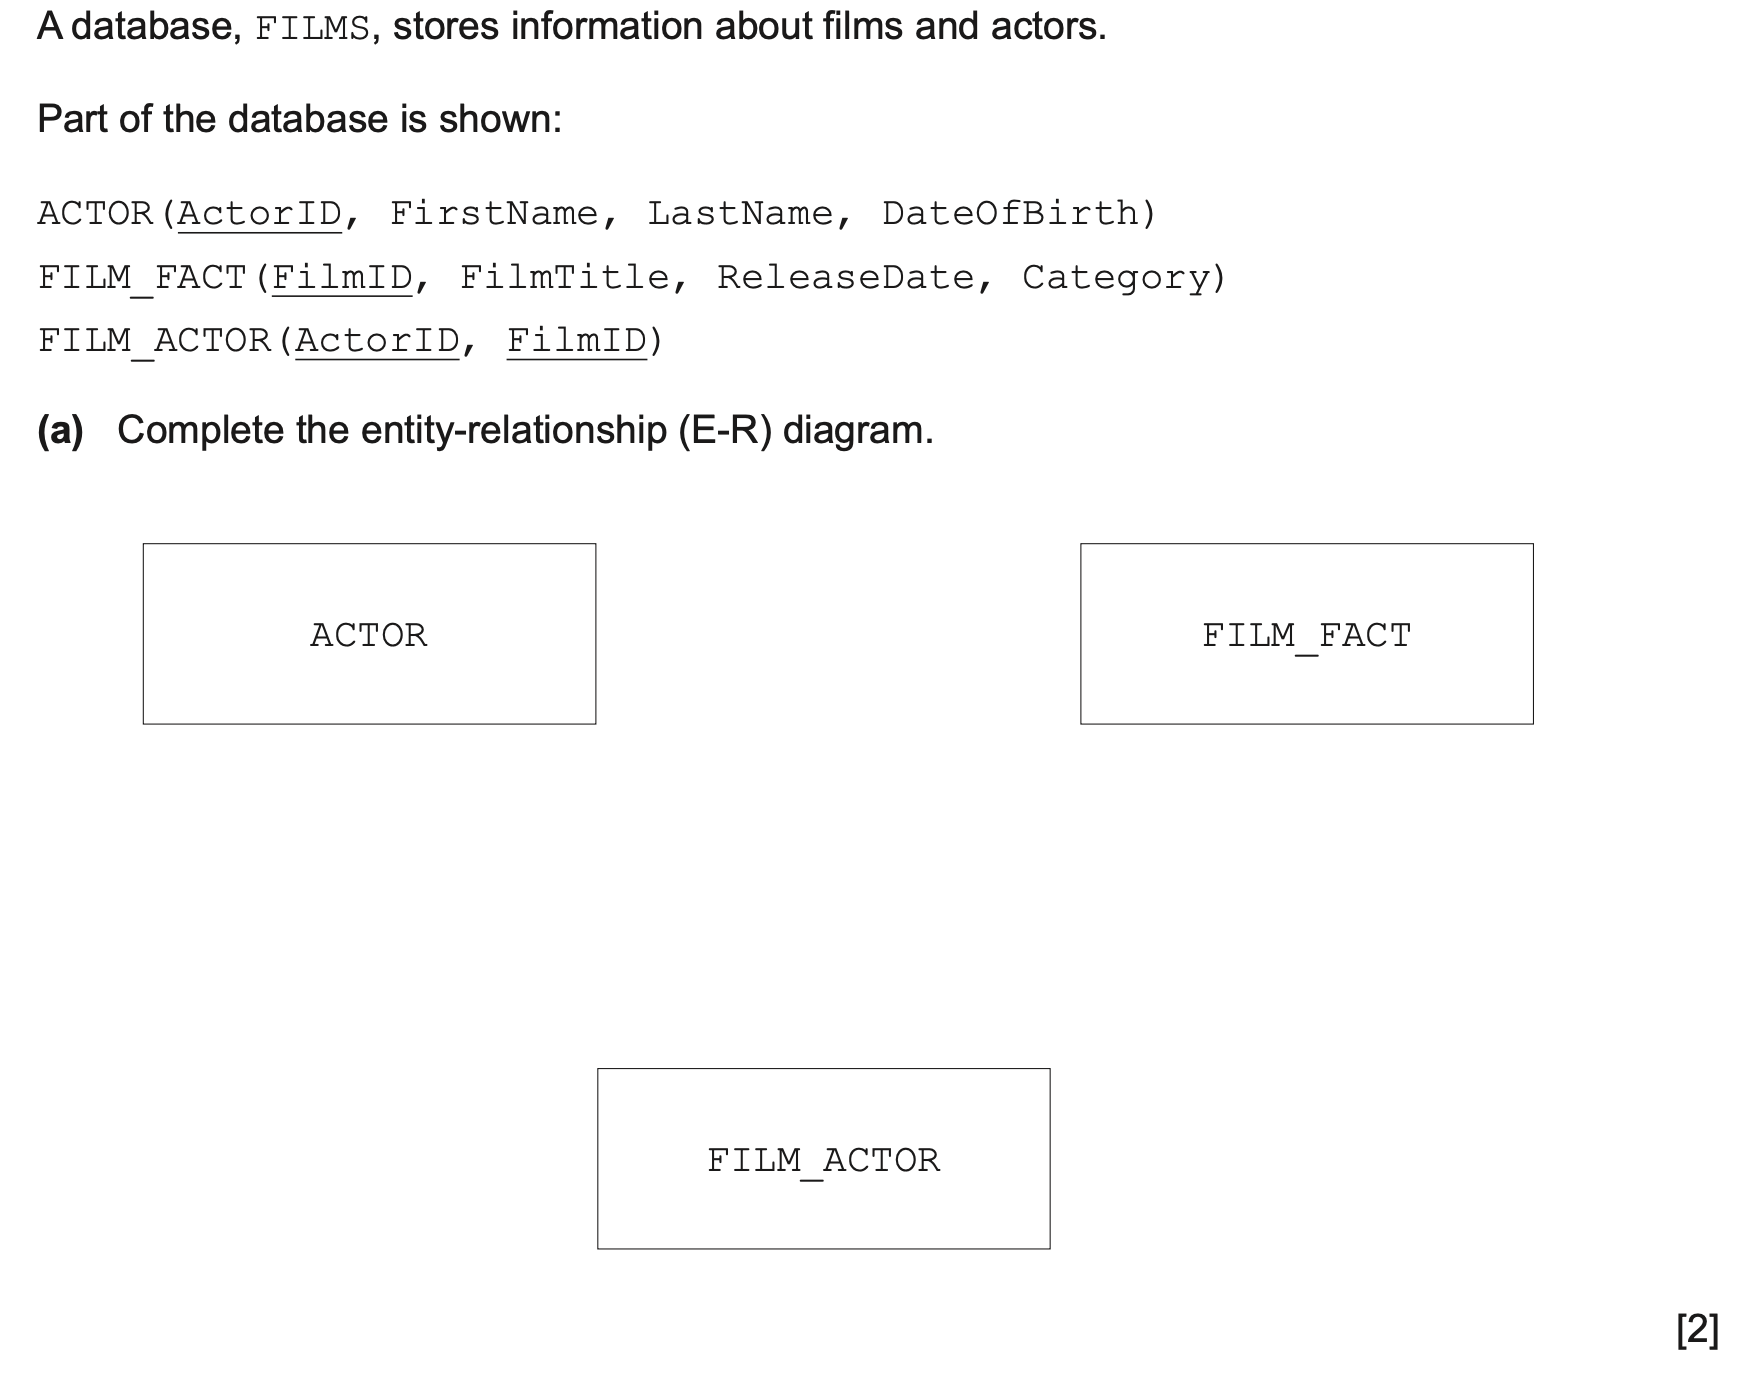 A database, FILMS, stores information about films and actors.
Part of the database is shown:
ACTOR(ActorID, FirstName, LastName, DateOfBirth)
FILM_FACT(FilmID, FilmTitle, ReleaseDate, Category)
FILM_ACTOR(ActorID, FilmID)
(a) Complete the entity-relationship (E-R) diagram.
ACTOR
FILM_FACT
FILM_ACTOR
[2]